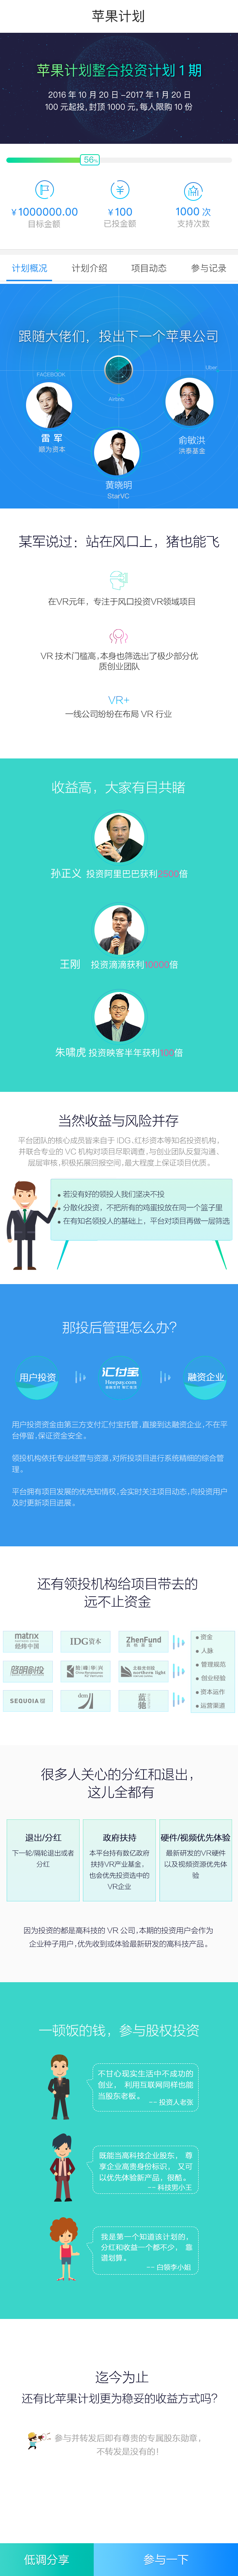 苹果计划
苹果计划整合投资计划 1 期
2016 年 10 月 20 日 –2017 年 1 月 20 日
100 元起投,封顶 1000 元, 每人限购 10 份
56%
¥1000000.00
¥100
1000 次
目标金额
已投金额
支持次数
计划概况
计划介绍
项目动态
参与记录
跟随大佬们，投出下一个苹果公司
FACEBOOK
Uber
Airbnb
雷 军
顺为资本
俞敏洪
洪泰基金
黄晓明
StarVC
某军说过：站在风口上，猪也能飞
在VR元年，专注于风口投资VR领域项目
VR 技术门槛高,本身也筛选出了极少部分优
质创业团队
VR+
一线公司纷纷在布局 VR 行业
收益高，大家有目共睹
孙正义 投资阿里巴巴获利2500倍
王刚 投资滴滴获利10000倍
朱啸虎 投资映客半年获利100倍
当然收益与风险并存
平台团队的核心成员皆来自于 IDG、红杉资本等知名投资机构，
并联合专业的 VC 机构对项目尽职调查，与创业团队反复沟通、
层层审核，积极拓展回报空间，最大程度上保证项目优质。
若没有好的领投人我们坚决不投
分散化投资，不把所有的鸡蛋投放在同一个篮子里
在有知名领投人的基础上，平台对项目再做一层筛选
那投后管理怎么办?
用户投资
汇付宝
Heepay.com
融资企业
用户投资资金由第三方支付汇付宝托管，直接到达融资企业，不在平
台停留，保证资金安全。
领投机构依托专业经营与资源，对所投项目进行系统精细的综合管
理。
平台拥有项目发展的优先知情权，会实时关注项目动态，向投资用户
及时更新项目进展。
还有领投机构给项目带去的
远不止资金
matrix
经纬中国
IDG资本
ZhenFund
SEQUOIA
资金
人脉
管理规范
创业经验
资本运作
运营渠道
很多人关心的分红和退出，
这儿全都有
退出/分红
下一轮/隔轮退出或者
分红
政府扶持
本平台持有数亿政府
扶持VR产业基金，
也会优先投资选中的
VR企业
硬件/视频优先体验
最新研发的VR硬件
以及视频资源优先体
验
因为投资的都是高科技的 VR 公司，本期的投资用户会作为
企业种子用户，优先收到或体验最新研发的高科技产品。
一顿饭的钱，参与股权投资
不甘心现实生活中不成功的
创业， 利用互联网同样也能
当股东老板。
-- 投资人老张
既能当高科技企业股东， 尊
享企业高贵身份标识， 又可
以优先体验新产品，很酷。
-- 科技男小王
我是第一个知道该计划的，
分红和收益一个都不少， 靠
谱划算。
-- 白领李小姐
迄今为止
还有比苹果计划更为稳妥的收益方式吗?
参与并转发后即有尊贵的专属股东勋章，
不转发是没有的!
低调分享
参与一下